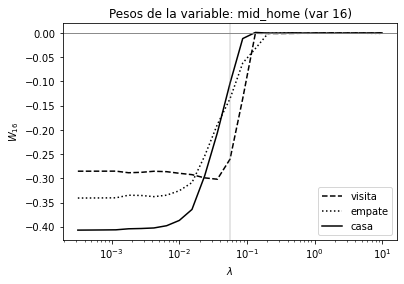 Pesos de la variable: mid_home (var 16)
0.00
−0.05
−0.10
−0.15
−0.20
−0.25
−0.30
−0.35
−0.40
W₁₆
10⁻³
10⁻²
10⁻¹
10⁰
10¹
λ
visita
empate
casa